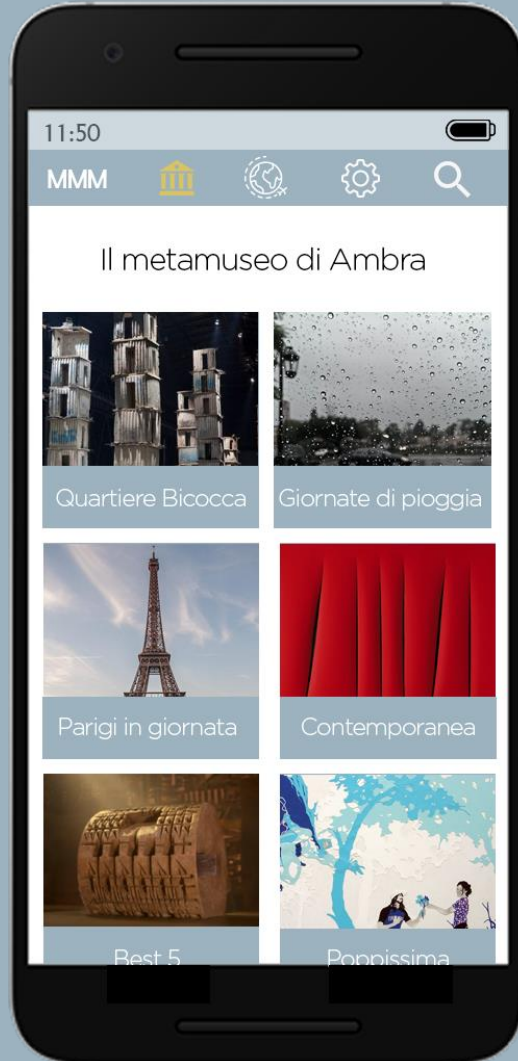 11:50
MMM
Il metamuseo di Ambra
Quartiere Bicocca
Giornate di pioggia
Parigi in giornata
Contemporanea
Best 5
Poppissima